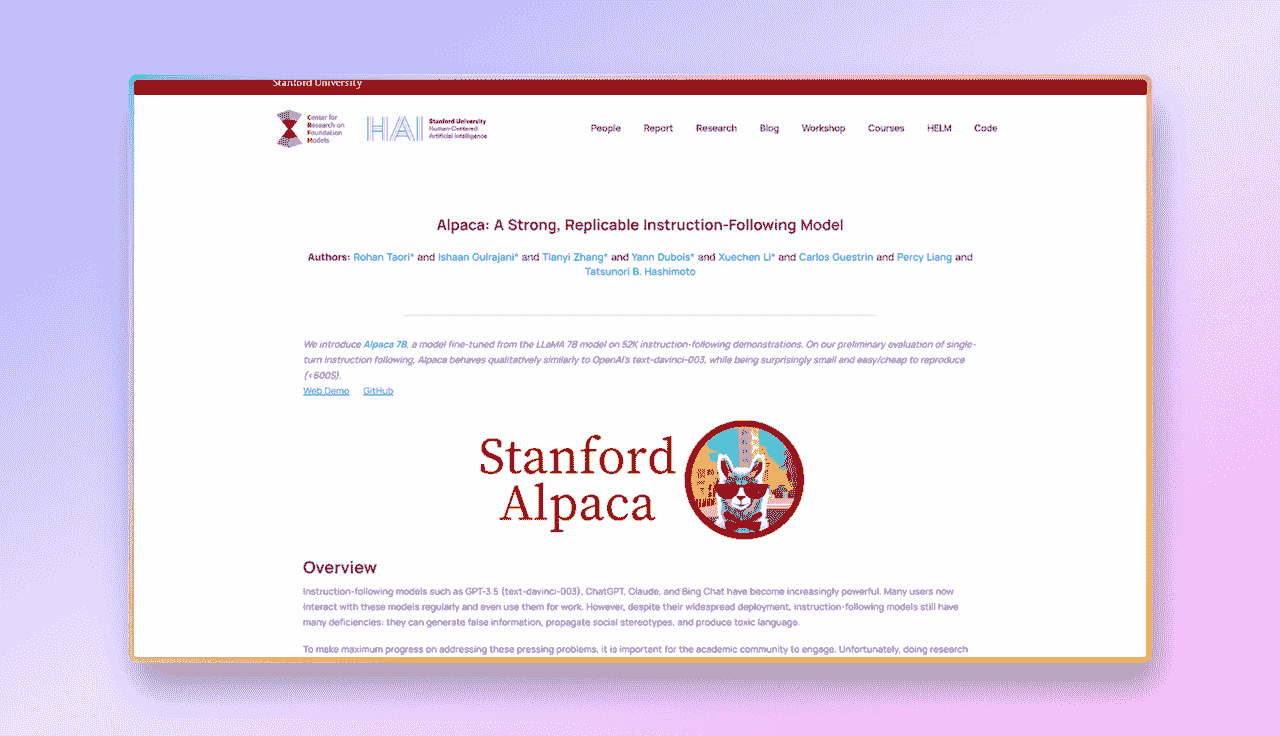 Stanford University
Center for
Research on
Foundation
Models
HAI
Stanford University
Human-Centered
Artificial Intelligence
People Report Research Blog Workshop Courses HELM Code
Alpaca: A Strong, Replicable Instruction-Following Model
Authors: Rohan Taori* and Ishaan Gulrajani* and Tianyi Zhang* and Yann Dubois* and Xuechen Li* and Carlos Guestrin and Percy Liang and
Tatsunori B. Hashimoto
We introduce Alpaca 7B, a model fine-tuned from the LLaMA 7B model on 52K instruction-following demonstrations. On our preliminary evaluation of single-
turn instruction following, Alpaca behaves qualitatively similarly to OpenAI's text-davinci-003, while being surprisingly small and easy/cheap to reproduce
(<600$).
Web Demo GitHub
Stanford
Alpaca
Overview
Instruction-following models such as GPT-3.5 (text-davinci-003), ChatGPT, Claude, and Bing Chat have become increasingly powerful. Many users now
interact with these models regularly and even use them for work. However, despite their widespread deployment, instruction-following models still have
many deficiencies: they can generate false information, propagate social stereotypes, and produce toxic language.
To make maximum progress on addressing these pressing problems, it is important for the academic community to engage. Unfortunately, doing research